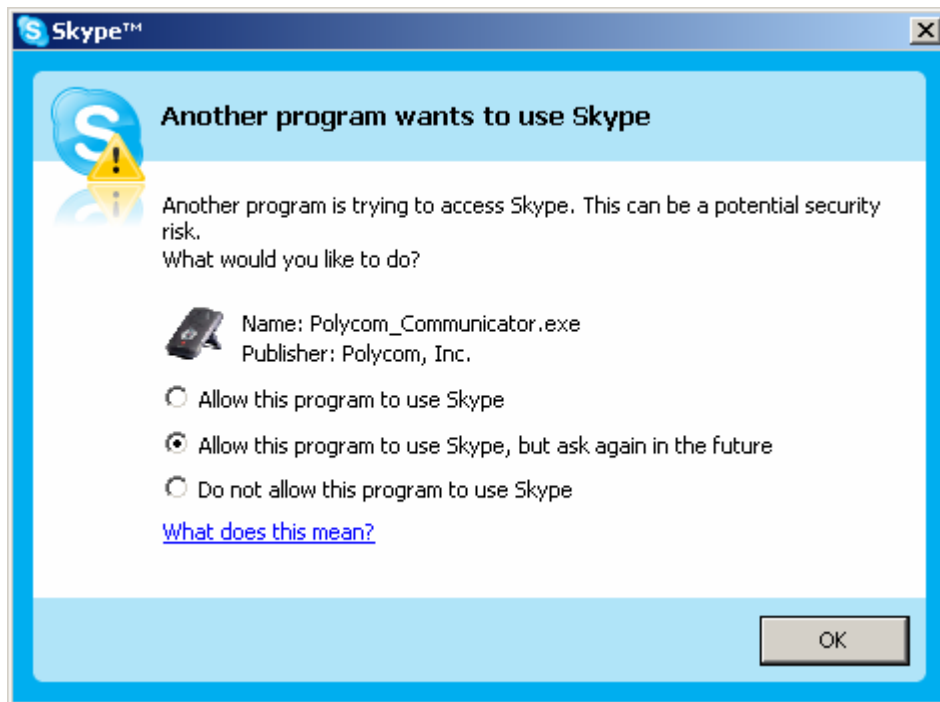 Skype™
Another program wants to use Skype
Another program is trying to access Skype. This can be a potential security
risk.
What would you like to do?
Name: Polycom_Communicator.exe
Publisher: Polycom, Inc.
Allow this program to use Skype
Allow this program to use Skype, but ask again in the future
Do not allow this program to use Skype
What does this mean?
OK